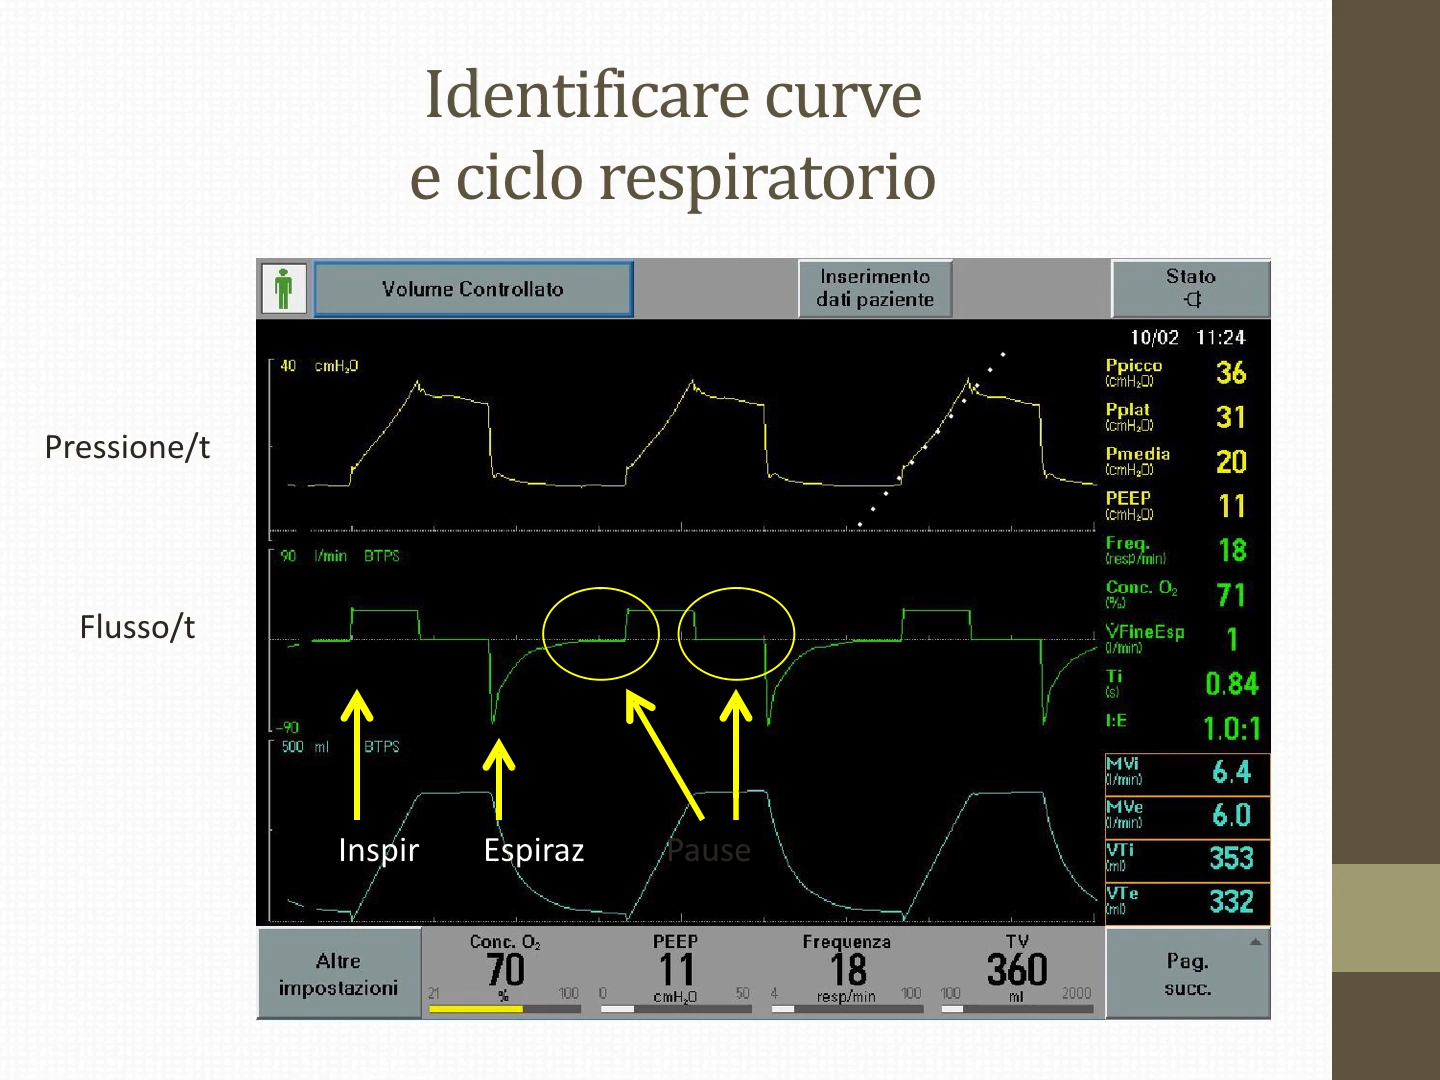 Identificare curve
e ciclo respiratorio
Volume Controllato
Inserimento
dati paziente
Stato
10/02 11:24
40 cmH₂O
Ppicco
(cmH₂O)
36
Pplat
(cmH₂O)
31
Pressione/t
Pmedia
(cmH₂O)
20
PEEP
(cmH₂O)
11
90 l/min BTPS
Freq.
(resp/min)
18
Conc. O₂
(%)
71
Flusso/t
V̇FineEsp
(l/min)
1
Ti
(s)
0.84
I:E
1.0:1
-90
500 ml BTPS
MVi
(l/min)
6.4
MVe
(l/min)
6.0
Inspir Espiraz Pause
VTi
(ml)
353
VTe
(ml)
332
Altre
impostazioni
Conc. O₂
70
21 % 100
PEEP
11
0 cmH₂O 50
Frequenza
18
4 resp/min 100
TV
360
100 ml 2000
Pag.
succ.